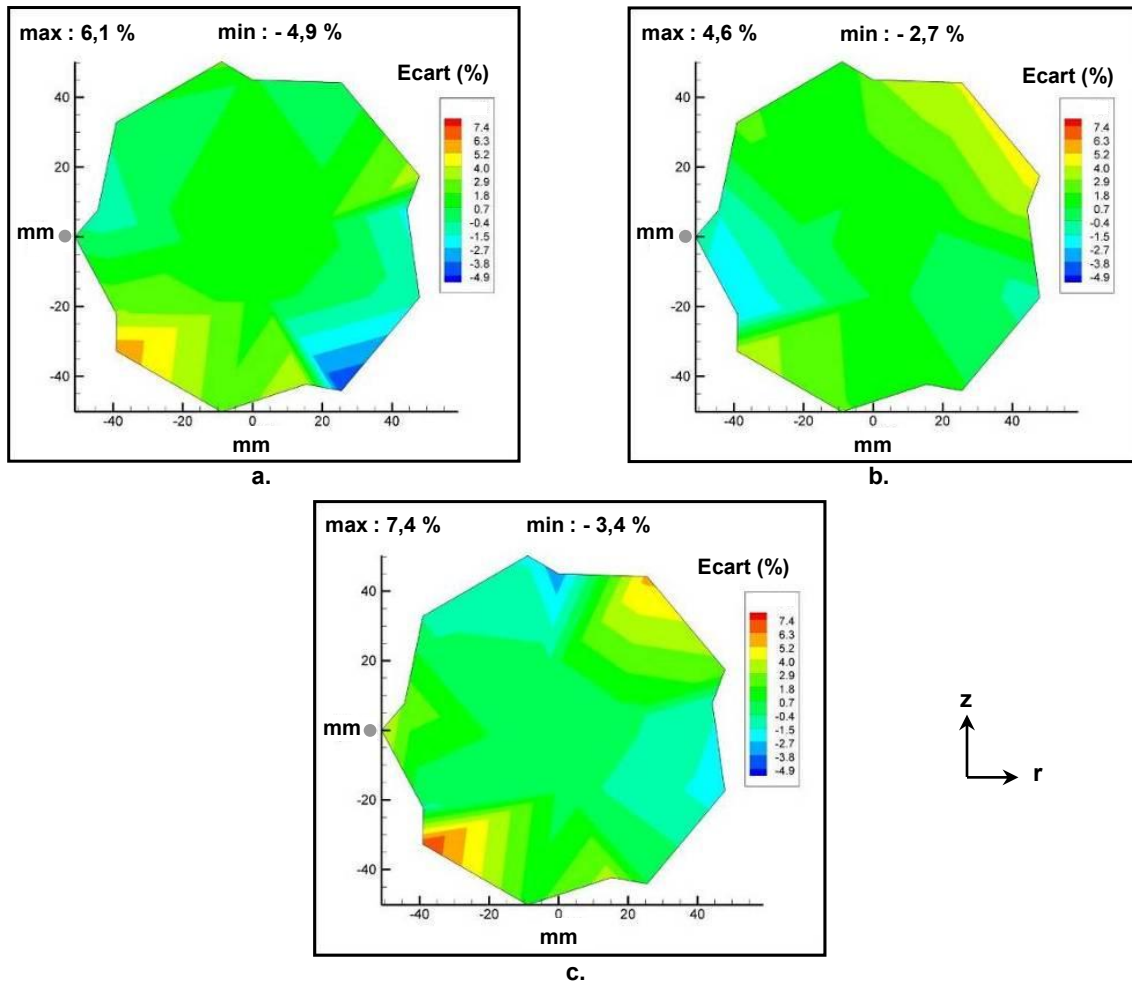 max : 6,1 % min : - 4,9 %
Ecart (%)
40
20
0
-20
-40
mm
7.4
6.3
5.2
4.0
2.9
1.8
0.7
-0.4
-1.5
-2.7
-3.8
-4.9
-40 -20 0 20 40
mm
a.
max : 4,6 % min : - 2,7 %
Ecart (%)
40
20
0
-20
-40
mm
7.4
6.3
5.2
4.0
2.9
1.8
0.7
-0.4
-1.5
-2.7
-3.8
-4.9
-40 -20 0 20 40
mm
b.
max : 7,4 % min : - 3,4 %
Ecart (%)
40
20
0
-20
-40
mm
7.4
6.3
5.2
4.0
2.9
1.8
0.7
-0.4
-1.5
-2.7
-3.8
-4.9
-40 -20 0 20 40
mm
c.
z
r